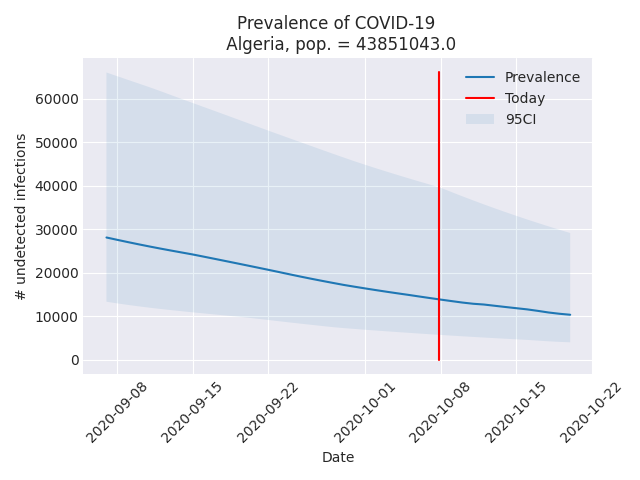 Prevalence of COVID-19
Algeria, pop. = 43851043.0
Prevalence
Today
95CI
# undetected infections
60000
50000
40000
30000
20000
10000
0
2020-09-08
2020-09-15
2020-09-22
2020-10-01
2020-10-08
2020-10-15
2020-10-22
Date